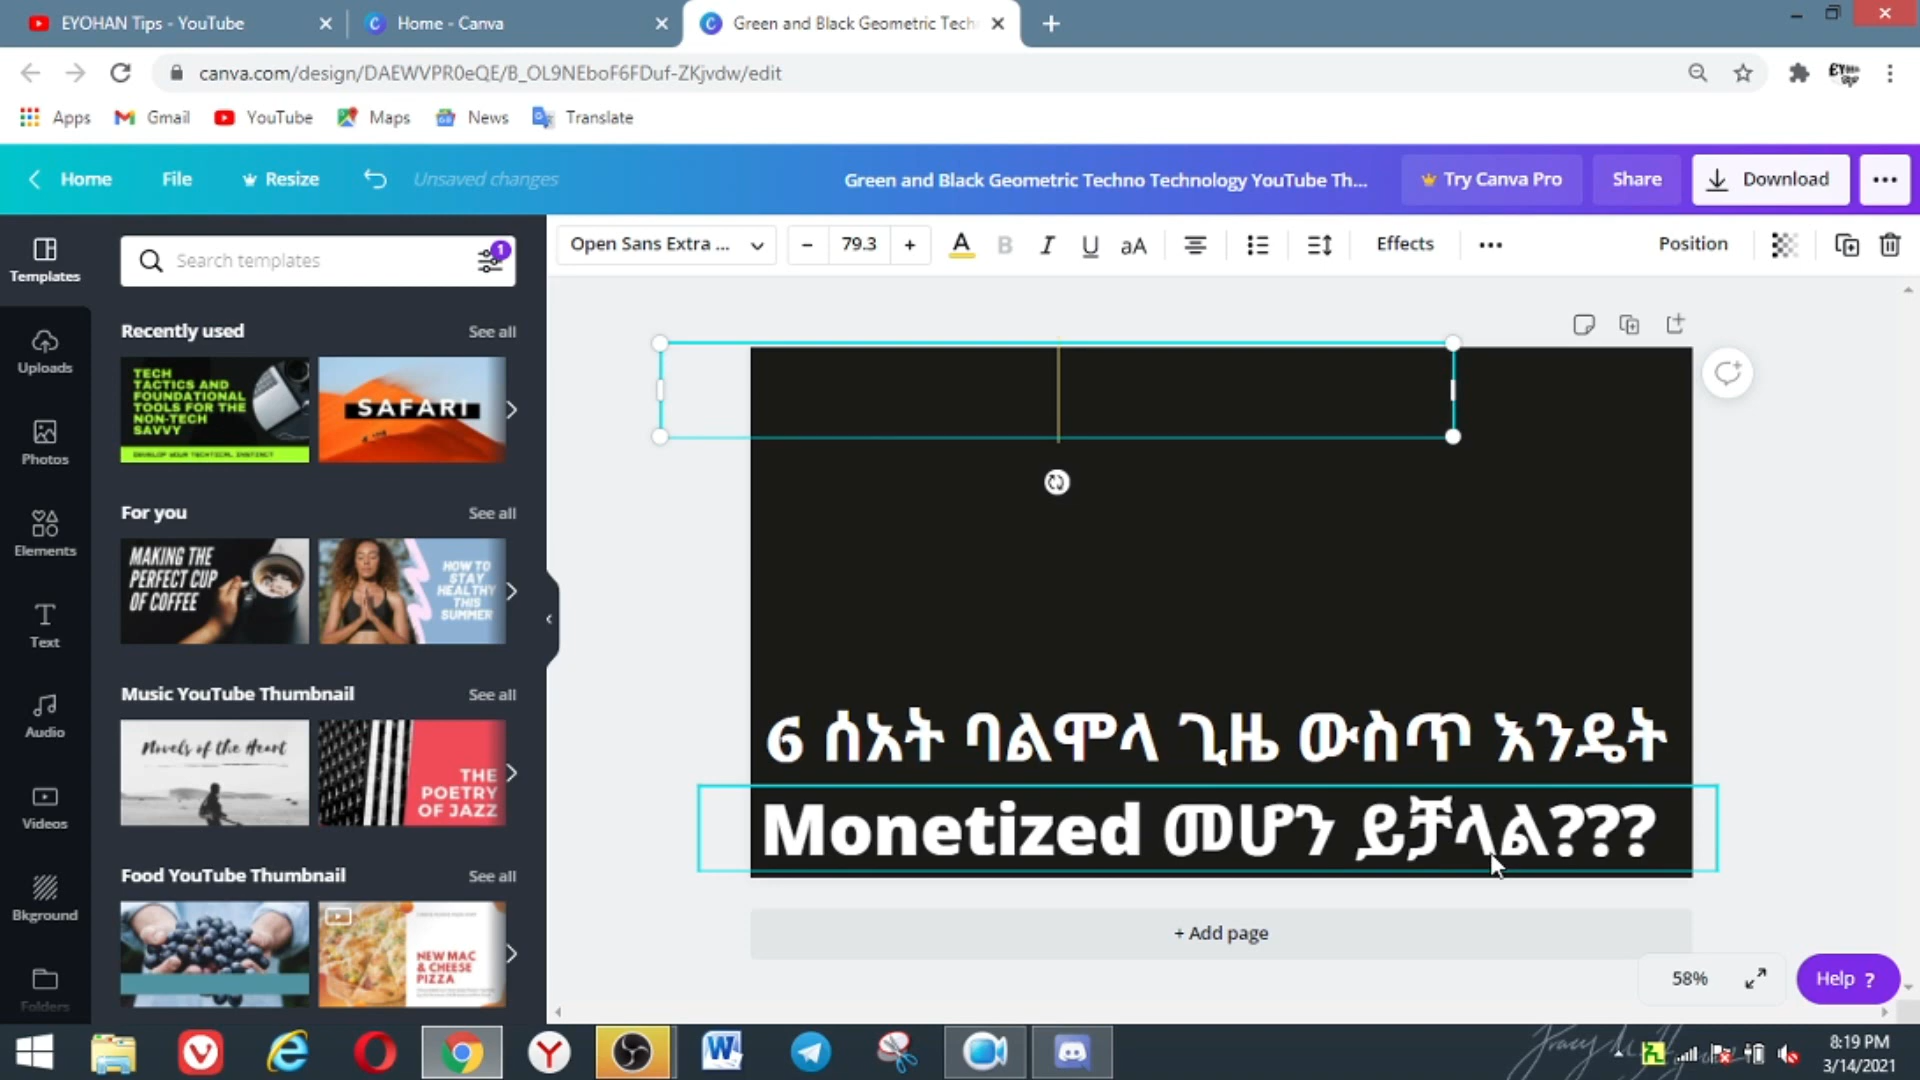 EYOHAN Tips - YouTube
Home - Canva
Green and Black Geometric Tech
canva.com/design/DAEWVPR0eQE/B_OL9NEboF6FDuf-ZKjvdw/edit
Apps
Gmail
YouTube
Maps
News
Translate
Home
File
Resize
Unsaved changes
Green and Black Geometric Techno Technology YouTube Th...
Try Canva Pro
Share
Download
Templates
Uploads
Photos
Elements
Text
Audio
Videos
Bkground
Folders
Search templates
1
Open Sans Extra ...
79.3
A
B
I
U
aA
Effects
Position
Recently used
See all
TECH
TACTICS AND
FOUNDATIONAL
TOOLS FOR THE
NON-TECH
SAVVY
DEVELOP YOUR TECHTICAL INSTINCT
SAFARI
For you
See all
MAKING THE
PERFECT CUP
OF COFFEE
HOW TO
STAY
HEALTHY
THIS
SUMMER
Music YouTube Thumbnail
See all
Novels of the Heart
THE
POETRY
OF JAZZ
Food YouTube Thumbnail
See all
NEW MAC
& CHEESE
PIZZA
6 ሰአት ባልሞላ ጊዜ ውስጥ እንዴት
Monetized መሆን ይቻላል???
+ Add page
58%
Help ?
8:19 PM
3/14/2021